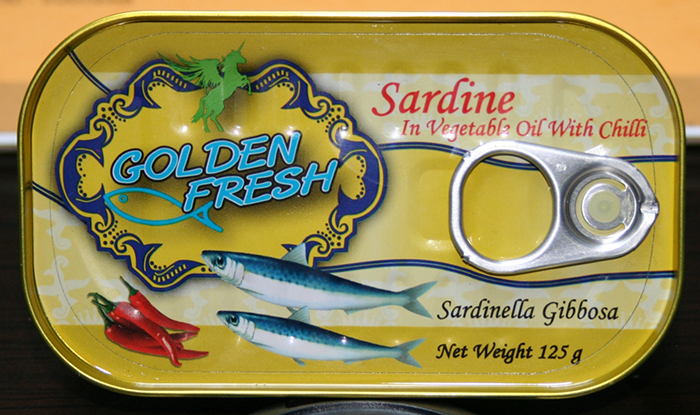 GOLDEN
FRESH
Sardine
In Vegetable Oil With Chilli
Sardinella Gibbosa
Net Weight 125 g